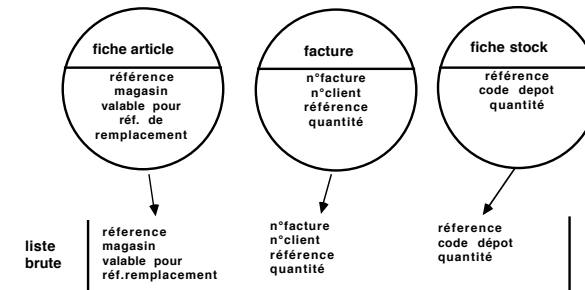 fiche article
référence
magasin
valable pour
réf. de
remplacement
facture
n°facture
n°client
référence
quantité
fiche stock
référence
code depot
quantité
liste
brute
réference
magasin
valable pour
réf.remplacement
n°facture
n°client
référence
quantité
réference
code dépot
quantité